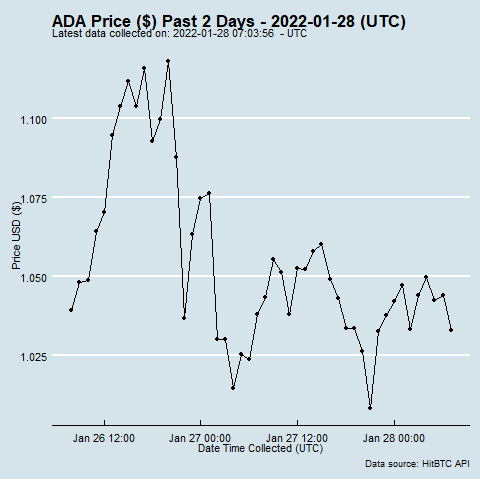 ADA Price ($) Past 2 Days - 2022-01-28 (UTC)
Latest data collected on: 2022-01-28 07:03:56  - UTC
1.100
1.075
1.050
1.025
Price USD ($)
Jan 26 12:00
Jan 27 00:00
Jan 27 12:00
Jan 28 00:00
Date Time Collected (UTC)
Data source: HitBTC API